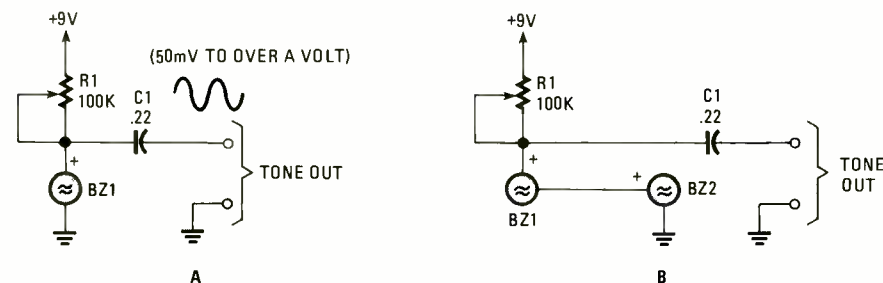 +9V
(50mV TO OVER A VOLT)
R1
100K
C1
.22
+
BZ1
TONE OUT
A
+9V
R1
100K
C1
.22
+
+
BZ1
BZ2
TONE
OUT
B